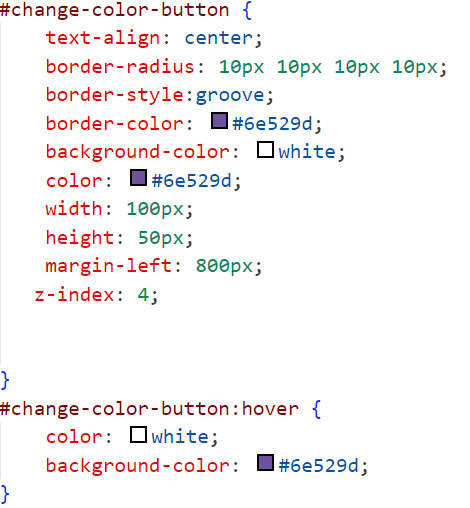 #change-color-button {
    text-align: center;
    border-radius: 10px 10px 10px 10px;
    border-style:groove;
    border-color: #6e529d;
    background-color: white;
    color: #6e529d;
    width: 100px;
    height: 50px;
    margin-left: 800px;
   z-index: 4;
}
#change-color-button:hover {
    color: white;
    background-color: #6e529d;
}